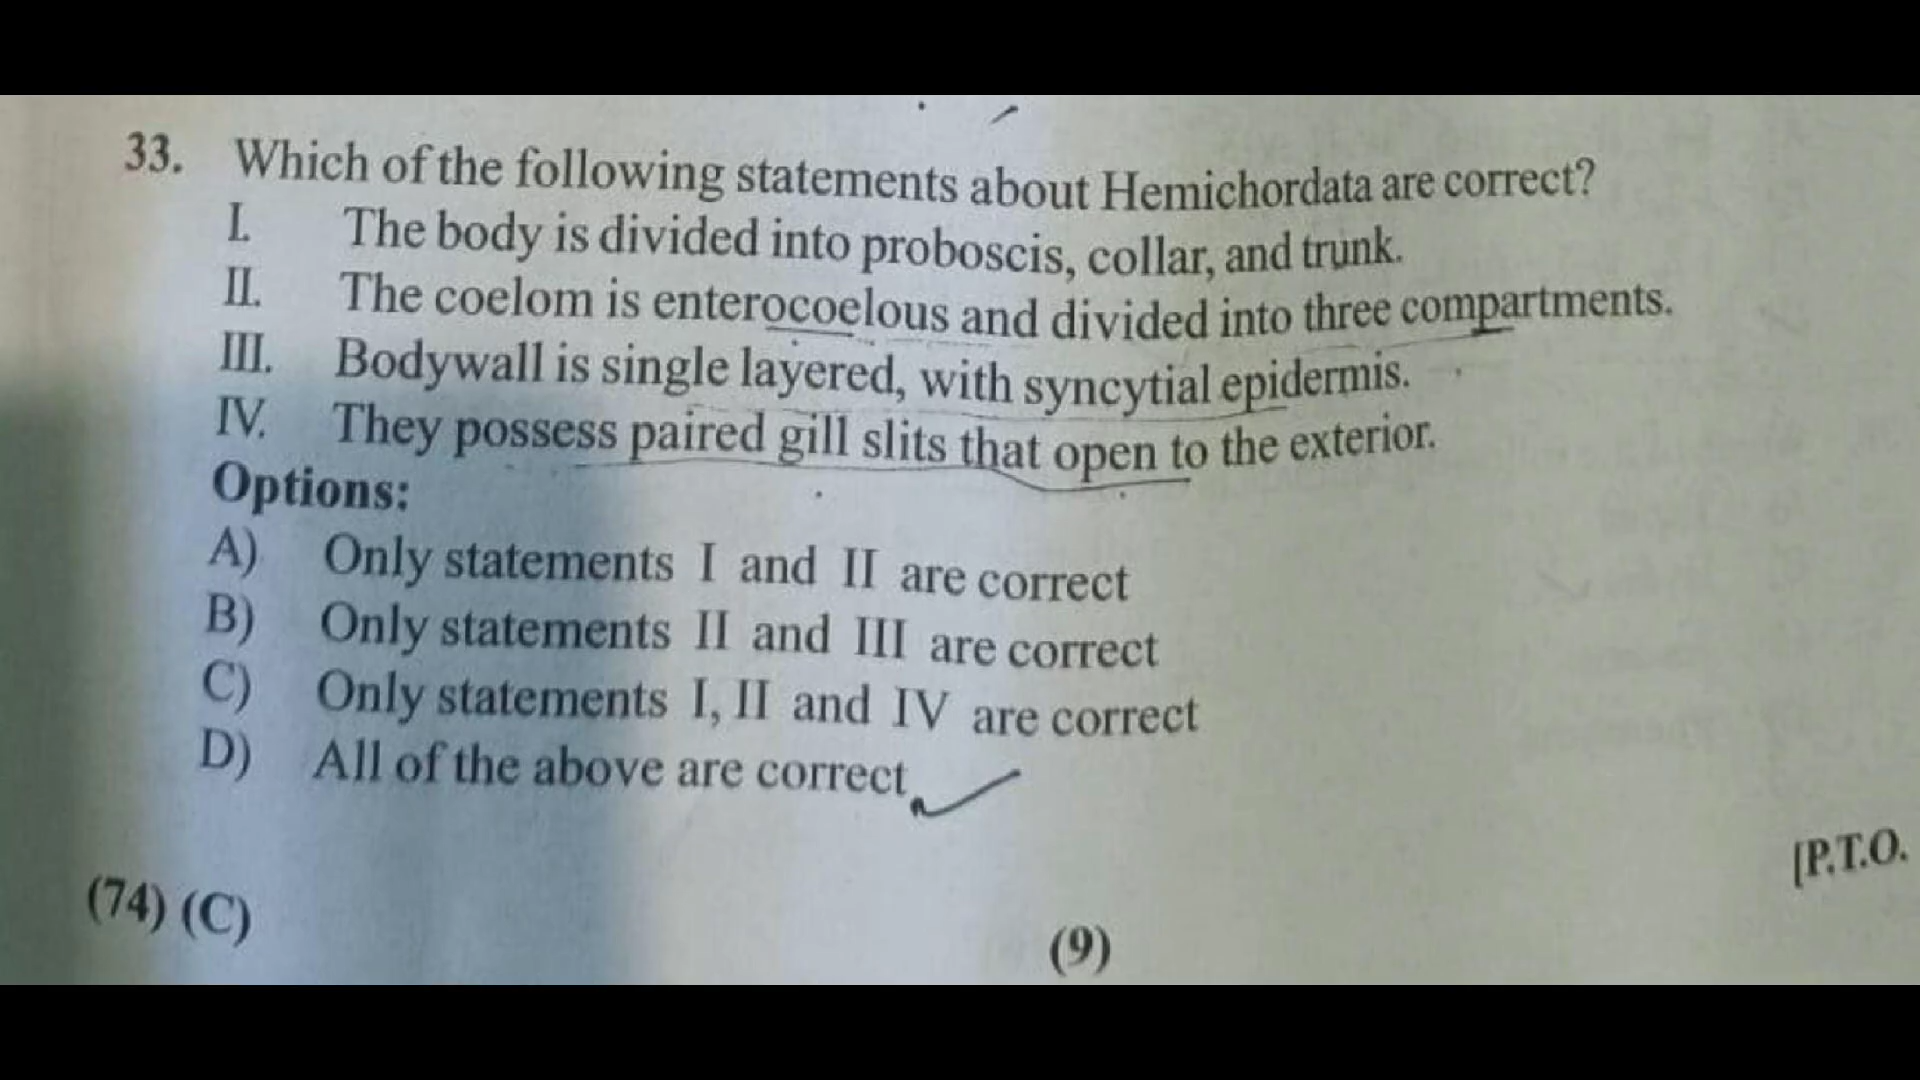 33. Which of the following statements about Hemichordata are correct?
I. The body is divided into proboscis, collar, and trunk.
II. The coelom is enterocoelous and divided into three compartments.
III. Bodywall is single layered, with syncytial epidermis.
IV. They possess paired gill slits that open to the exterior.
Options:
A) Only statements I and II are correct
B) Only statements II and III are correct
C) Only statements I, II and IV are correct
D) All of the above are correct
[P.T.O.
(74) (C)
(9)